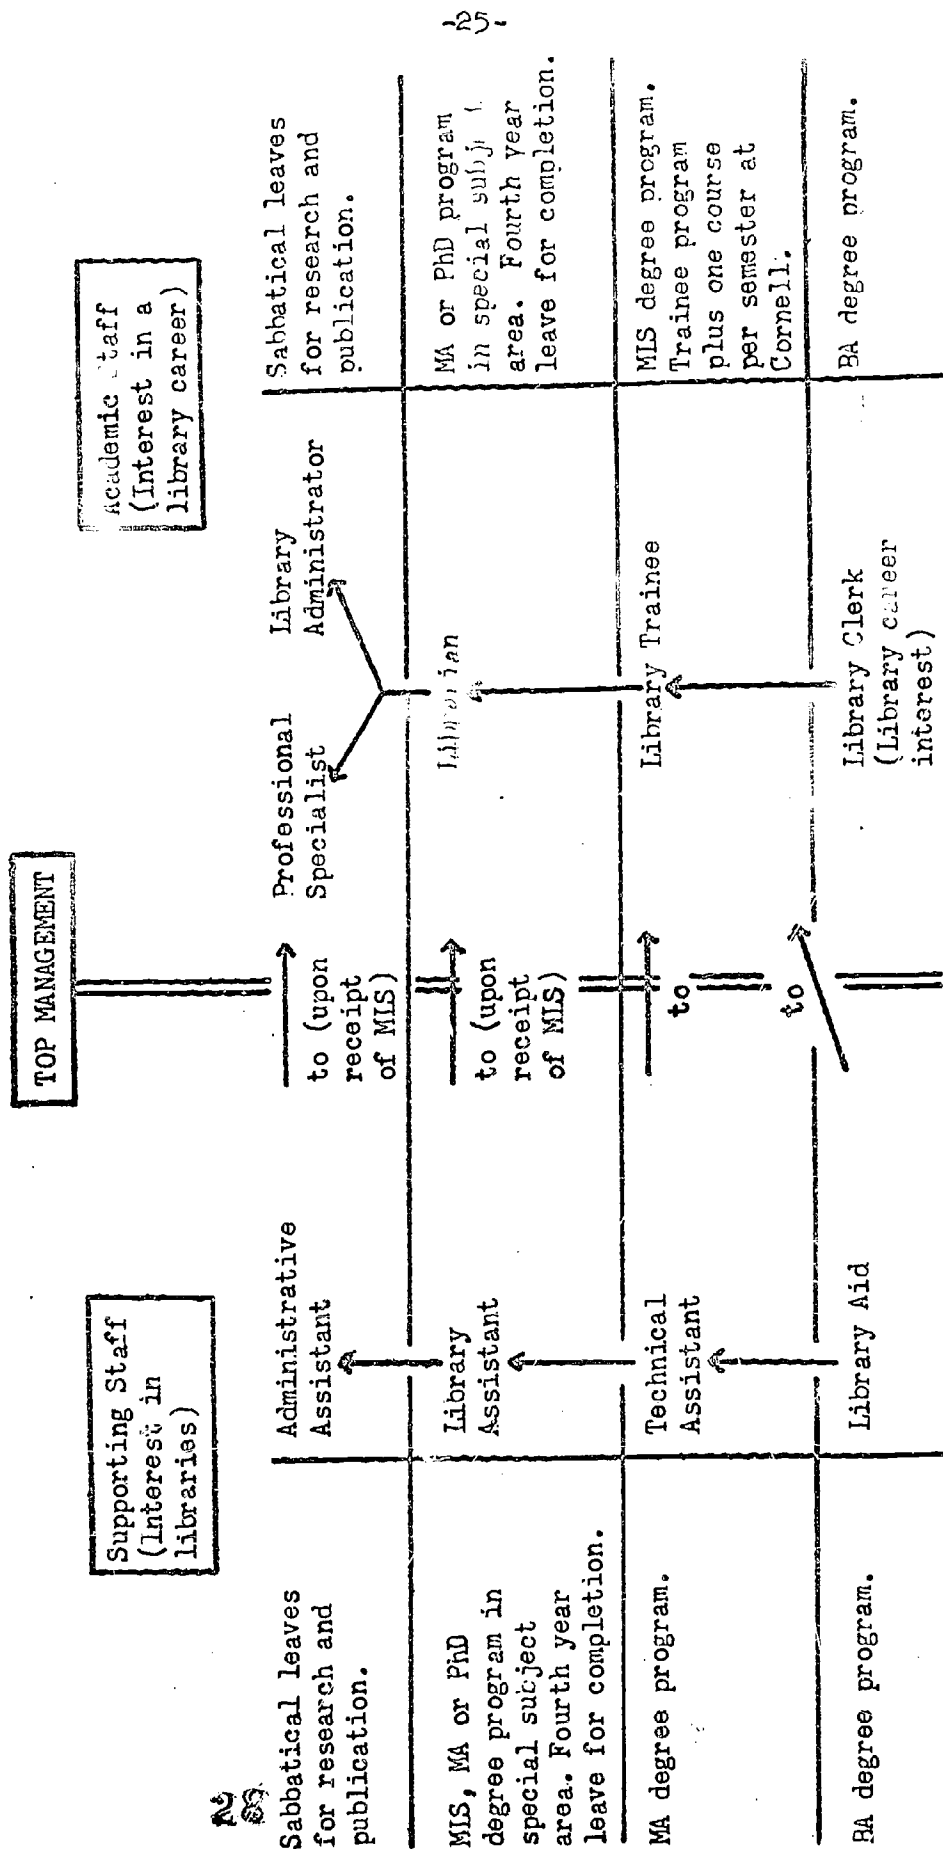 -25-
TOP MANAGEMENT
Supporting Staff
(Interest in
libraries)
Academic Staff
(Interest in a
library career)
Sabbatical leaves
for research and
publication.
Administrative
Assistant
to (upon
receipt
of MIS)
Professional
Specialist
Library
Administrator
Sabbatical leaves
for research and
publication.
MIS, MA or PhD
degree program in
special subject
area. Fourth year
leave for completion.
Library
Assistant
to (upon
receipt
of MIS)
Librarian
MA or PhD program
in special
area. Fourth year
leave for completion.
MA degree program.
Technical
Assistant
to
Library Trainee
MIS degree program.
Trainee program
plus one course
per semester at
Cornell.
BA degree program.
Library Aid
to
Library Clerk
(Library career
interest)
BA degree program.